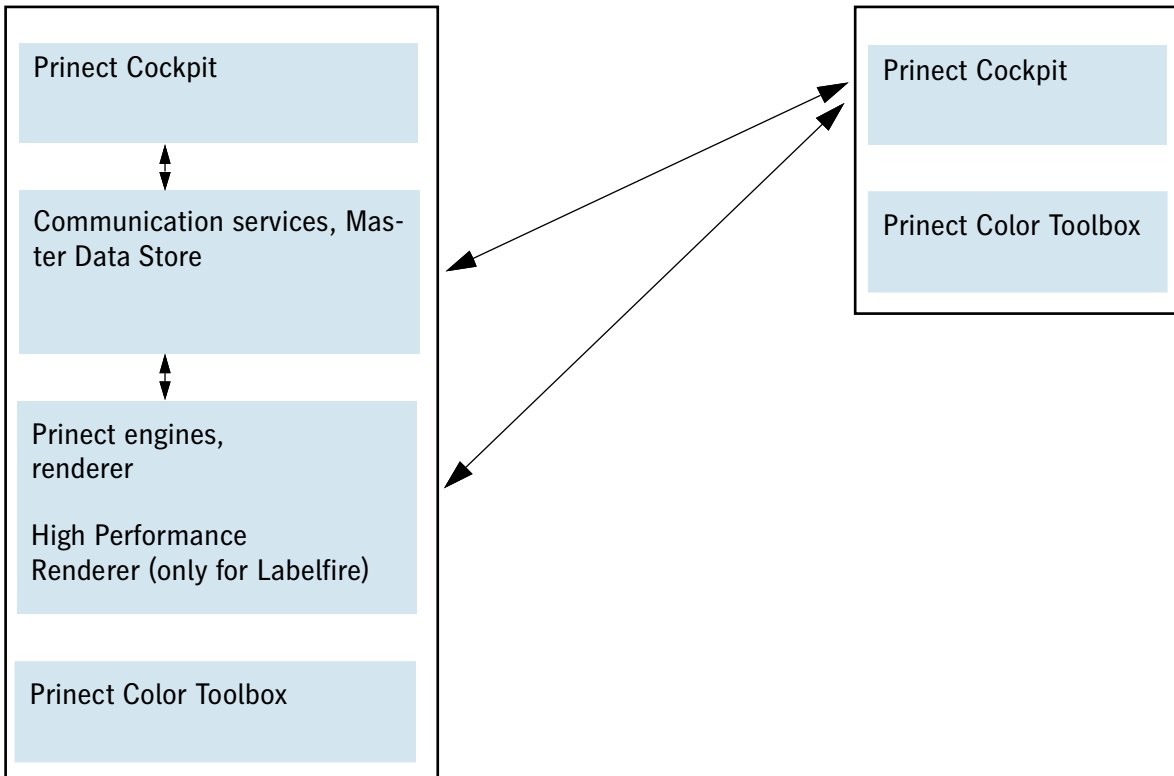 Prinect Cockpit
Communication services, Mas-
ter Data Store
Prinect engines,
renderer
High Performance
Renderer (only for Labelfire)
Prinect Color Toolbox
Prinect Cockpit
Prinect Color Toolbox